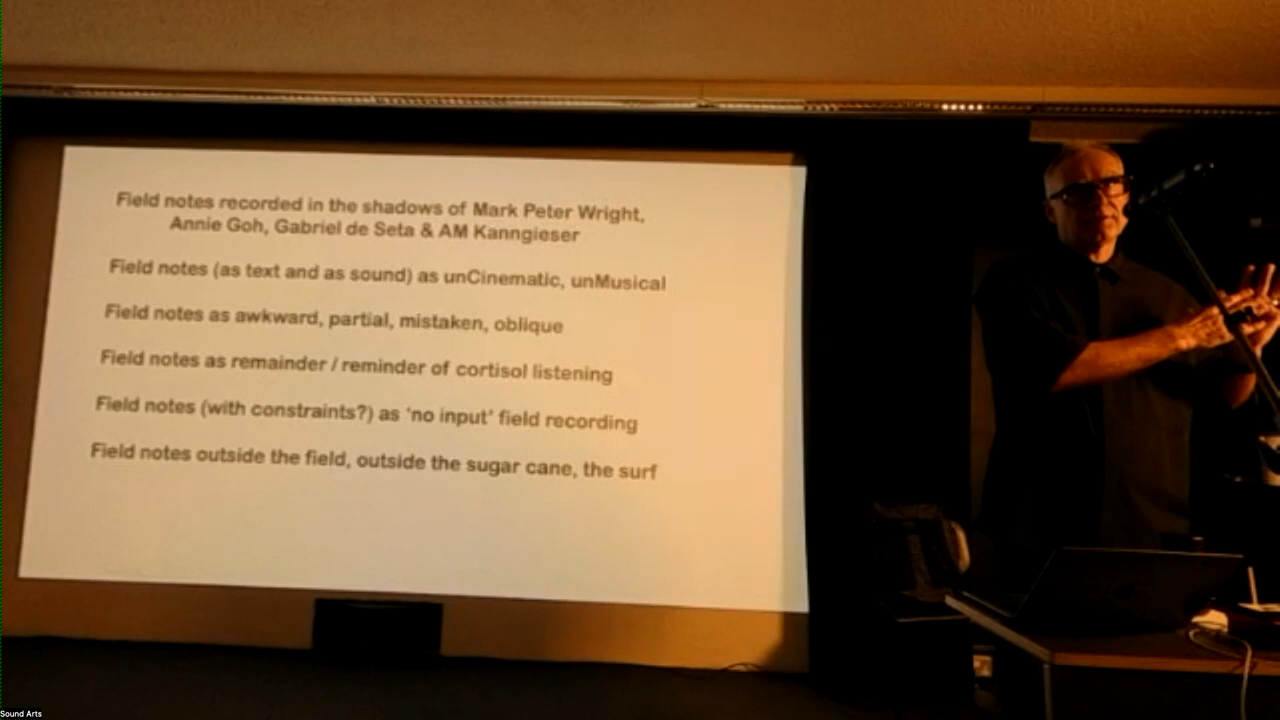 Field notes recorded in the shadows of Mark Peter Wright,
Annie Goh, Gabriel de Seta & AM Kanngieser
Field notes (as text and as sound) as unCinematic, unMusical
Field notes as awkward, partial, mistaken, oblique
Field notes as remainder / reminder of cortisol listening
Field notes (with constraints?) as ‘no input’ field recording
Field notes outside the field, outside the sugar cane, the surf
Sound Arts